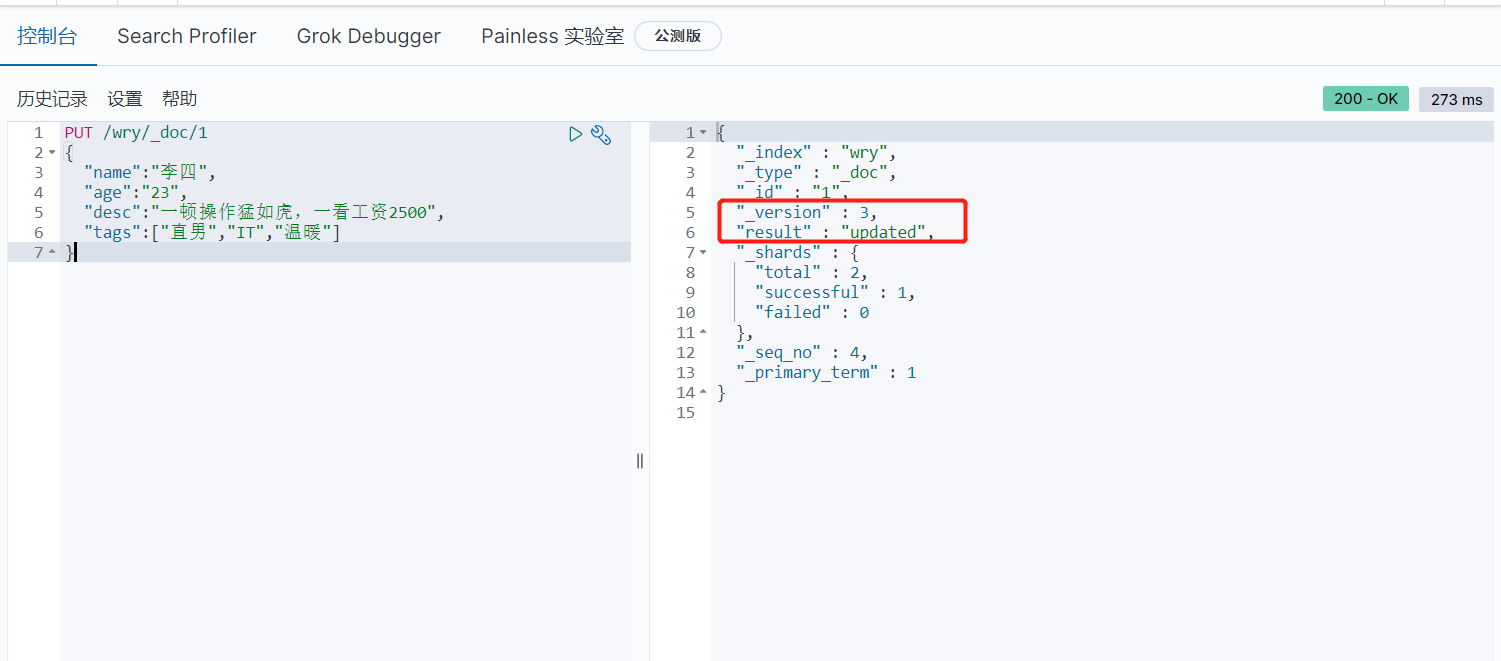 控制台 Search Profiler Grok Debugger Painless 实验室 公测版
历史记录 设置 帮助 200 - OK 273 ms
1 PUT /wry/_doc/1
2 {
3 "name":"李四",
4 "age":"23",
5 "desc":"一顿操作猛如虎，一看工资2500",
6 "tags":["直男","IT","温暖"]
7 }
1 {
2 "_index" : "wry",
3 "_type" : "_doc",
4 "_id" : "1",
5 "_version" : 3,
6 "result" : "updated",
7 "_shards" : {
8 "total" : 2,
9 "successful" : 1,
10 "failed" : 0
11 },
12 "_seq_no" : 4,
13 "_primary_term" : 1
14 }
15